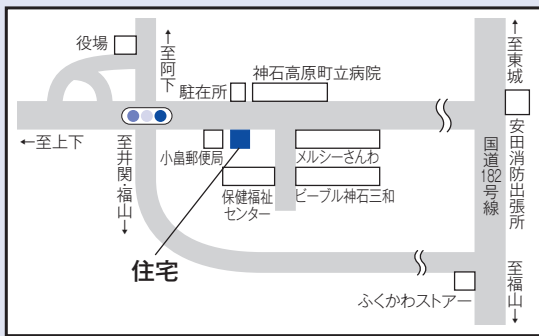 役場
↑至阿下
神石高原町立病院
駐在所
↑至東城
←至上下
至井関・福山↓
小畠郵便局
メルシーさんわ
国道182号線
安田消防出張所
保健福祉
センター
ピープル神石三和
住宅
ふくかわストアー
至福山↓